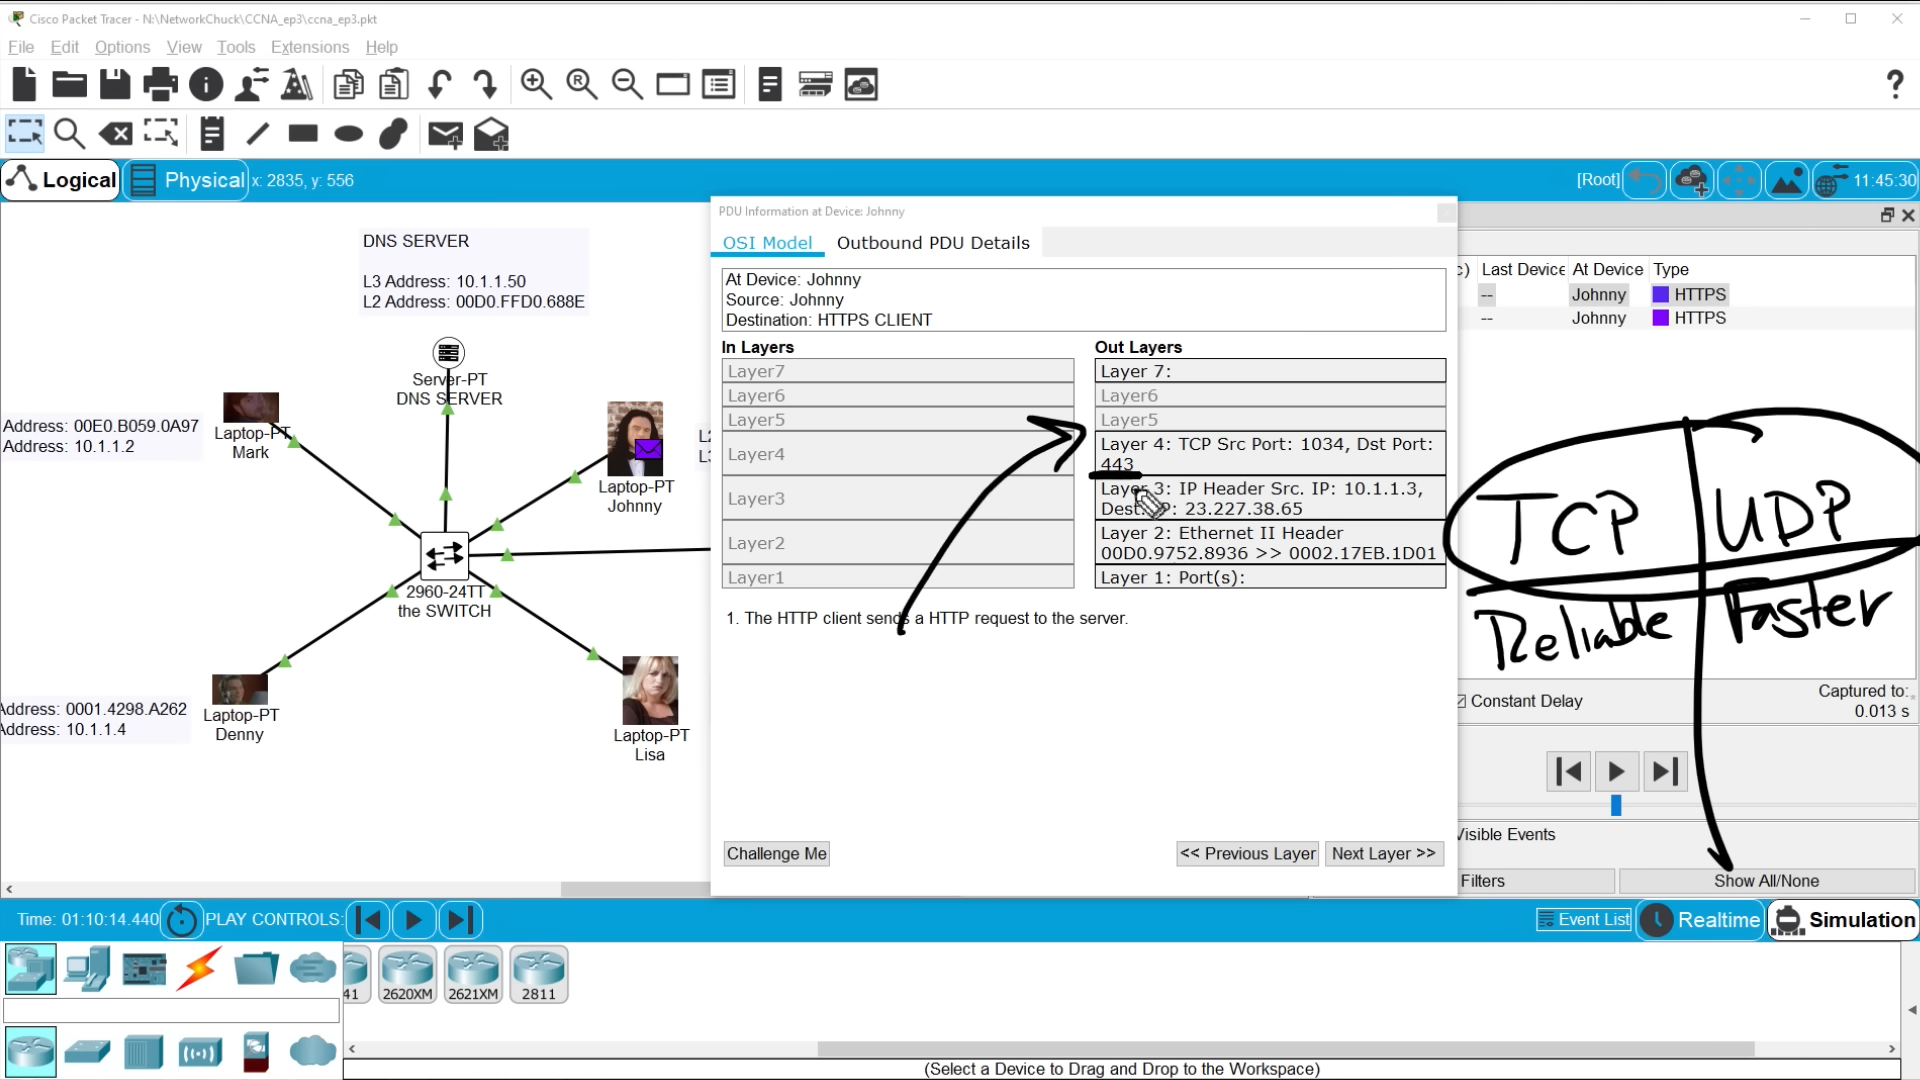 Cisco Packet Tracer - N:\NetworkChuck\CCNA_ep3\ccna_ep3.pkt
File Edit Options View Tools Extensions Help
?
Logical Physical x: 2835, y: 556 [Root] 11:45:30
DNS SERVER
L3 Address: 10.1.1.50
L2 Address: 00D0.FFD0.688E
Server-PT
DNS SERVER
Address: 00E0.B059.0A97
Address: 10.1.1.2
Laptop-PT
Mark
Laptop-PT
Johnny
L2
L3
2960-24TT
the SWITCH
Address: 0001.4298.A262
Address: 10.1.1.4
Laptop-PT
Denny
Laptop-PT
Lisa
PDU Information at Device: Johnny
OSI Model Outbound PDU Details
At Device: Johnny
Source: Johnny
Destination: HTTPS CLIENT
In Layers
Layer7
Layer6
Layer5
Layer4
Layer3
Layer2
Layer1
Out Layers
Layer 7:
Layer6
Layer5
Layer 4: TCP Src Port: 1034, Dst Port:
443
Layer 3: IP Header Src. IP: 10.1.1.3,
Dest. IP: 23.227.38.65
Layer 2: Ethernet II Header
00D0.9752.8936 >> 0002.17EB.1D01
Layer 1: Port(s):
1. The HTTP client sends a HTTP request to the server.
Challenge Me << Previous Layer Next Layer >>
c) Last Device At Device Type
-- Johnny HTTPS
-- Johnny HTTPS
TCP UDP
Reliable Faster
Constant Delay Captured to:
0.013 s
Visible Events
Filters Show All/None
Time: 01:10:14.440 PLAY CONTROLS: Event List Realtime Simulation
41 2620XM 2621XM 2811
(Select a Device to Drag and Drop to the Workspace)